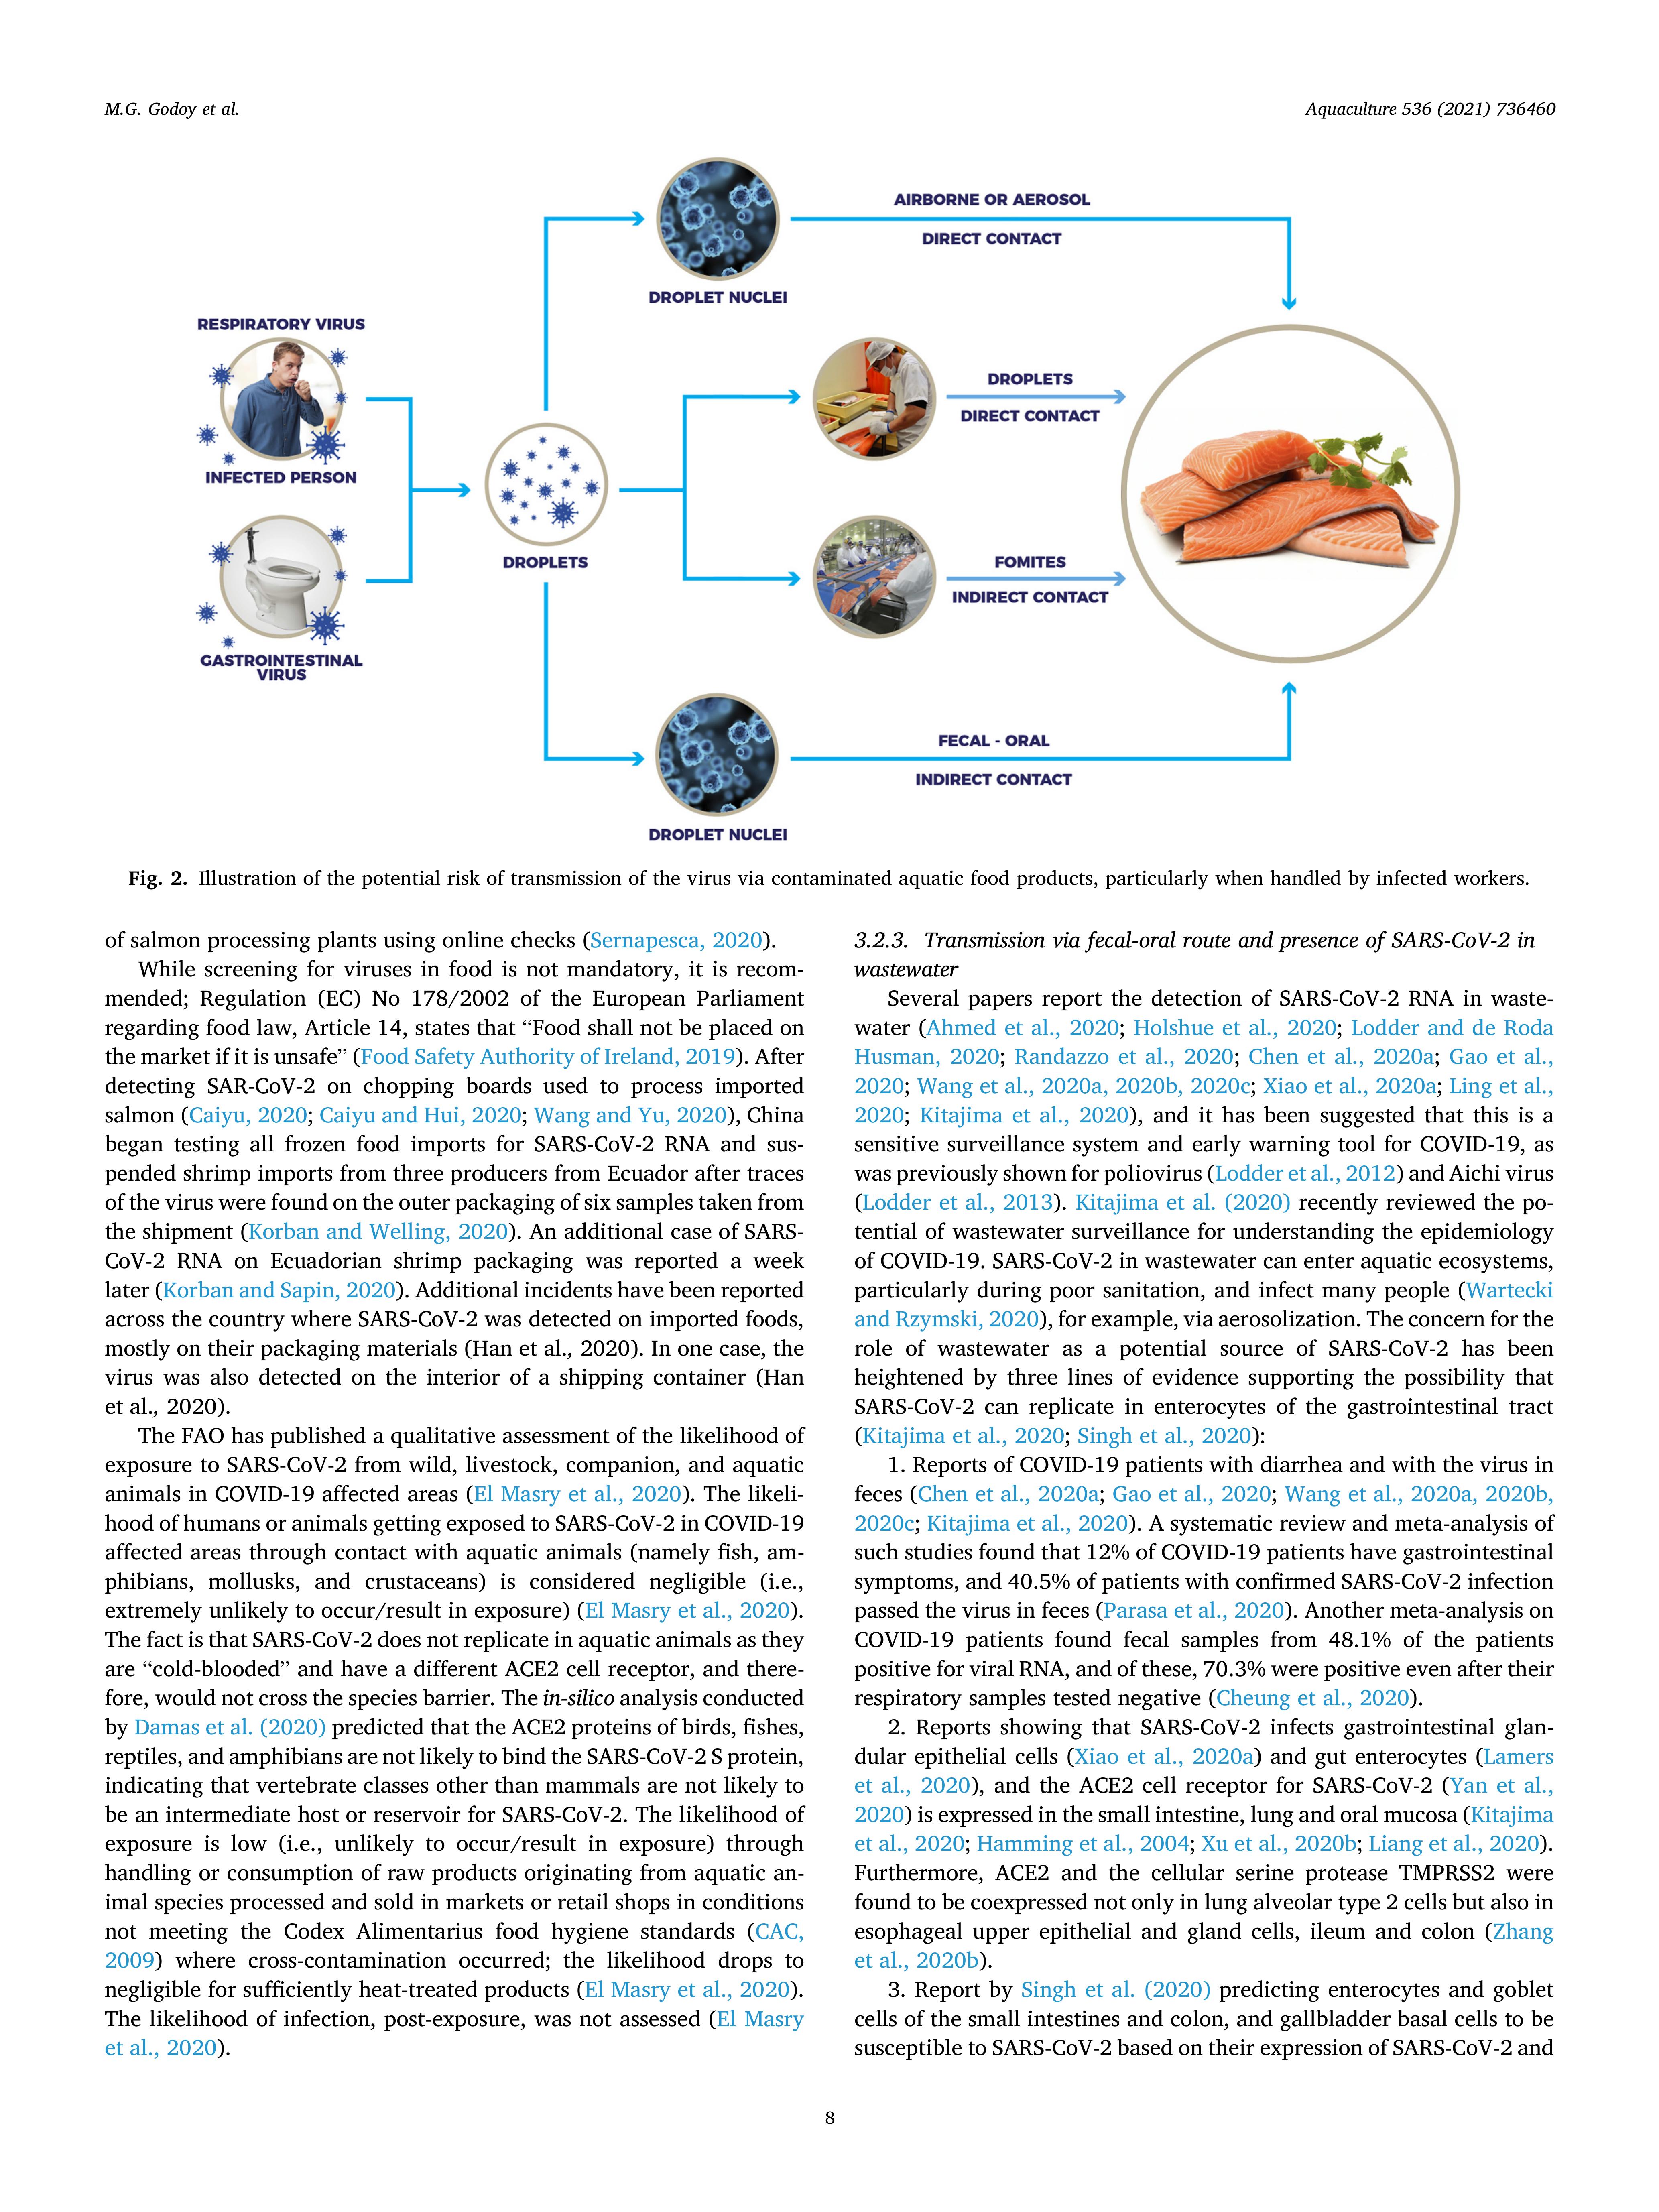 M.G. Godoy et al.
Aquaculture 536 (2021) 736460
AIRBORNE OR AEROSOL
DIRECT CONTACT
DROPLET NUCLEI
RESPIRATORY VIRUS
INFECTED PERSON
DROPLETS
DIRECT CONTACT
DROPLETS
FOMITES
INDIRECT CONTACT
GASTROINTESTINAL
VIRUS
FECAL - ORAL
INDIRECT CONTACT
DROPLET NUCLEI
Fig. 2. Illustration of the potential risk of transmission of the virus via contaminated aquatic food products, particularly when handled by infected workers.
of salmon processing plants using online checks (Sernapesca, 2020).
While screening for viruses in food is not mandatory, it is recom-
mended; Regulation (EC) No 178/2002 of the European Parliament
regarding food law, Article 14, states that “Food shall not be placed on
the market if it is unsafe” (Food Safety Authority of Ireland, 2019). After
detecting SAR-CoV-2 on chopping boards used to process imported
salmon (Caiyu, 2020; Caiyu and Hui, 2020; Wang and Yu, 2020), China
began testing all frozen food imports for SARS-CoV-2 RNA and sus-
pended shrimp imports from three producers from Ecuador after traces
of the virus were found on the outer packaging of six samples taken from
the shipment (Korban and Welling, 2020). An additional case of SARS-
CoV-2 RNA on Ecuadorian shrimp packaging was reported a week
later (Korban and Sapin, 2020). Additional incidents have been reported
across the country where SARS-CoV-2 was detected on imported foods,
mostly on their packaging materials (Han et al., 2020). In one case, the
virus was also detected on the interior of a shipping container (Han
et al., 2020).
The FAO has published a qualitative assessment of the likelihood of
exposure to SARS-CoV-2 from wild, livestock, companion, and aquatic
animals in COVID-19 affected areas (El Masry et al., 2020). The likeli-
hood of humans or animals getting exposed to SARS-CoV-2 in COVID-19
affected areas through contact with aquatic animals (namely fish, am-
phibians, mollusks, and crustaceans) is considered negligible (i.e.,
extremely unlikely to occur/result in exposure) (El Masry et al., 2020).
The fact is that SARS-CoV-2 does not replicate in aquatic animals as they
are “cold-blooded” and have a different ACE2 cell receptor, and there-
fore, would not cross the species barrier. The in-silico analysis conducted
by Damas et al. (2020) predicted that the ACE2 proteins of birds, fishes,
reptiles, and amphibians are not likely to bind the SARS-CoV-2 S protein,
indicating that vertebrate classes other than mammals are not likely to
be an intermediate host or reservoir for SARS-CoV-2. The likelihood of
exposure is low (i.e., unlikely to occur/result in exposure) through
handling or consumption of raw products originating from aquatic an-
imal species processed and sold in markets or retail shops in conditions
not meeting the Codex Alimentarius food hygiene standards (CAC,
2009) where cross-contamination occurred; the likelihood drops to
negligible for sufficiently heat-treated products (El Masry et al., 2020).
The likelihood of infection, post-exposure, was not assessed (El Masry
et al., 2020).
3.2.3. Transmission via fecal-oral route and presence of SARS-CoV-2 in
wastewater
Several papers report the detection of SARS-CoV-2 RNA in waste-
water (Ahmed et al., 2020; Holshue et al., 2020; Lodder and de Roda
Husman, 2020; Randazzo et al., 2020; Chen et al., 2020a; Gao et al.,
2020; Wang et al., 2020a, 2020b, 2020c; Xiao et al., 2020a; Ling et al.,
2020; Kitajima et al., 2020), and it has been suggested that this is a
sensitive surveillance system and early warning tool for COVID-19, as
was previously shown for poliovirus (Lodder et al., 2012) and Aichi virus
(Lodder et al., 2013). Kitajima et al. (2020) recently reviewed the po-
tential of wastewater surveillance for understanding the epidemiology
of COVID-19. SARS-CoV-2 in wastewater can enter aquatic ecosystems,
particularly during poor sanitation, and infect many people (Wartecki
and Rzymski, 2020), for example, via aerosolization. The concern for the
role of wastewater as a potential source of SARS-CoV-2 has been
heightened by three lines of evidence supporting the possibility that
SARS-CoV-2 can replicate in enterocytes of the gastrointestinal tract
(Kitajima et al., 2020; Singh et al., 2020):
1. Reports of COVID-19 patients with diarrhea and with the virus in
feces (Chen et al., 2020a; Gao et al., 2020; Wang et al., 2020a, 2020b,
2020c; Kitajima et al., 2020). A systematic review and meta-analysis of
such studies found that 12% of COVID-19 patients have gastrointestinal
symptoms, and 40.5% of patients with confirmed SARS-CoV-2 infection
passed the virus in feces (Parasa et al., 2020). Another meta-analysis on
COVID-19 patients found fecal samples from 48.1% of the patients
positive for viral RNA, and of these, 70.3% were positive even after their
respiratory samples tested negative (Cheung et al., 2020).
2. Reports showing that SARS-CoV-2 infects gastrointestinal glan-
dular epithelial cells (Xiao et al., 2020a) and gut enterocytes (Lamers
et al., 2020), and the ACE2 cell receptor for SARS-CoV-2 (Yan et al.,
2020) is expressed in the small intestine, lung and oral mucosa (Kitajima
et al., 2020; Hamming et al., 2004; Xu et al., 2020b; Liang et al., 2020).
Furthermore, ACE2 and the cellular serine protease TMPRSS2 were
found to be coexpressed not only in lung alveolar type 2 cells but also in
esophageal upper epithelial and gland cells, ileum and colon (Zhang
et al., 2020b).
3. Report by Singh et al. (2020) predicting enterocytes and goblet
cells of the small intestines and colon, and gallbladder basal cells to be
susceptible to SARS-CoV-2 based on their expression of SARS-CoV-2 and
8